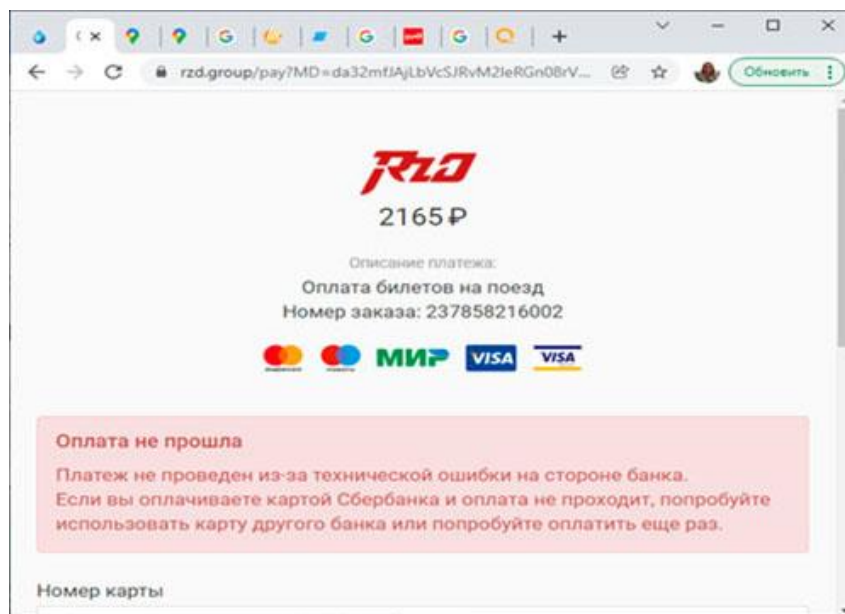 rzd.group/pay?MD=da32mfJAjLbVcSJRvM2IeRGn08rV...
Обновить
RzD
2165 ₽
Описание платежа:
Оплата билетов на поезд
Номер заказа: 237858216002
МИР VISA VISA
Оплата не прошла
Платеж не проведен из-за технической ошибки на стороне банка.
Если вы оплачиваете картой Сбербанка и оплата не проходит, попробуйте
использовать карту другого банка или попробуйте оплатить еще раз.
Номер карты